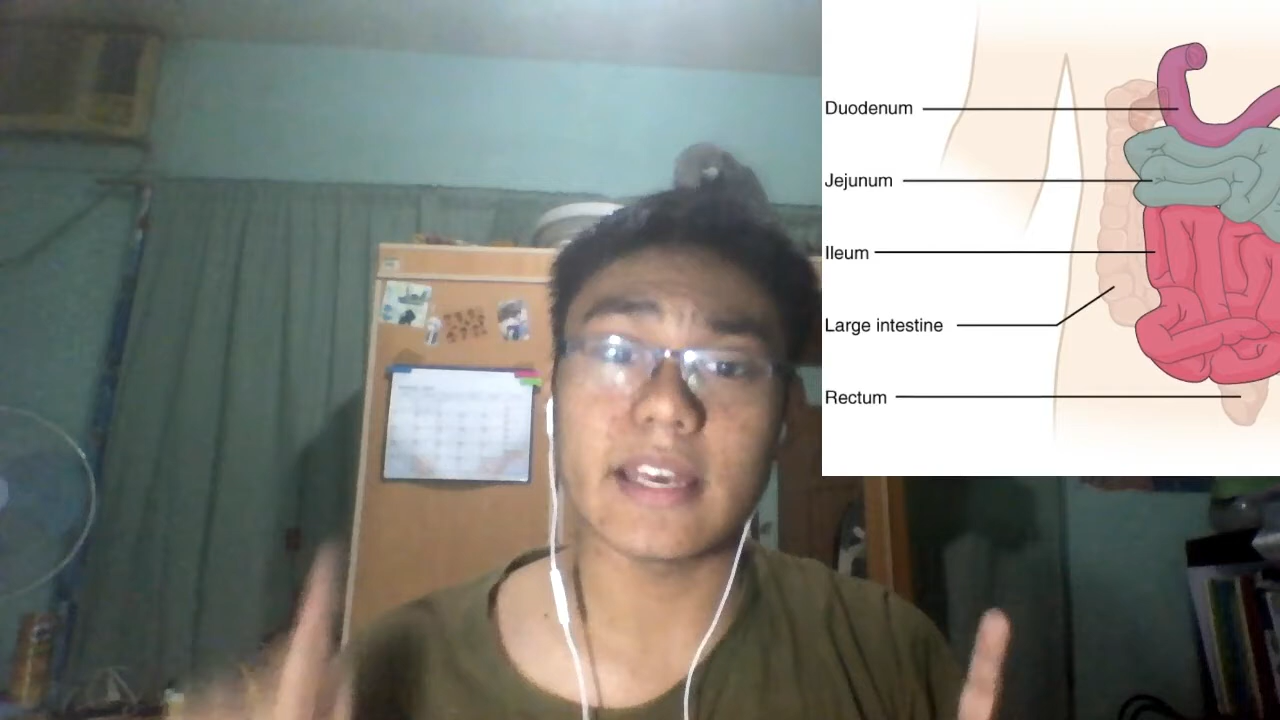 Duodenum
Jejunum
Ileum
Large intestine
Rectum